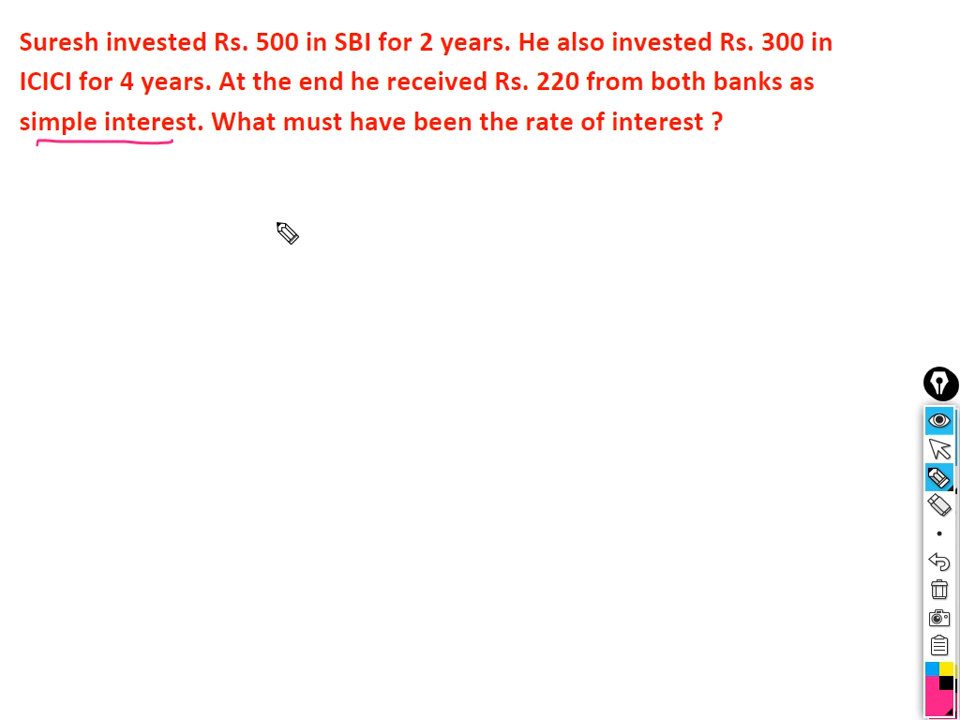 Suresh invested Rs. 500 in SBI for 2 years. He also invested Rs. 300 in
ICICI for 4 years. At the end he received Rs. 220 from both banks as
simple interest. What must have been the rate of interest ?